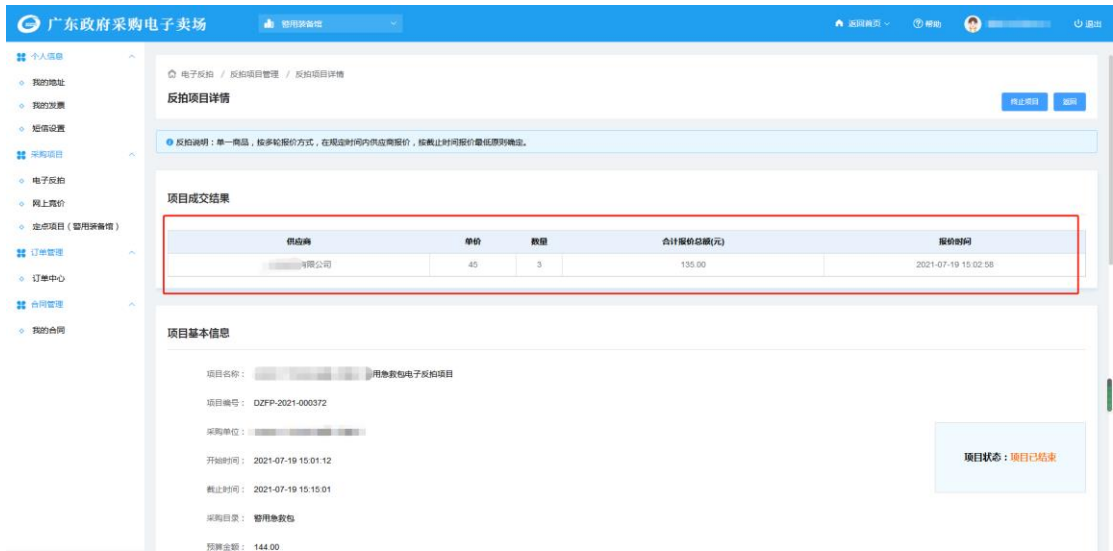 广东政府采购电子卖场 警用装备馆 返回首页 帮助 退出
个人信息
我的地址
我的发票
短信设置
采购项目
电子反拍
网上竞价
定点项目（警用装备馆）
订单管理
订单中心
合同管理
我的合同
电子反拍 / 反拍项目管理 / 反拍项目详情
反拍项目详情
终止项目 返回
反拍说明：单一商品，按多轮报价方式，在规定时间内供应商报价，按截止时间报价最低原则确定。
项目成交结果
供应商 单价 数量 合计报价总额(元) 报价时间
有限公司 45 3 135.00 2021-07-19 15:02:58
项目基本信息
项目名称： 用急救包电子反拍项目
项目编号： DZFP-2021-000372
采购单位：
开始时间： 2021-07-19 15:01:12
项目状态：项目已结束
截止时间： 2021-07-19 15:15:01
采购目录： 警用急救包
预算金额： 144.00